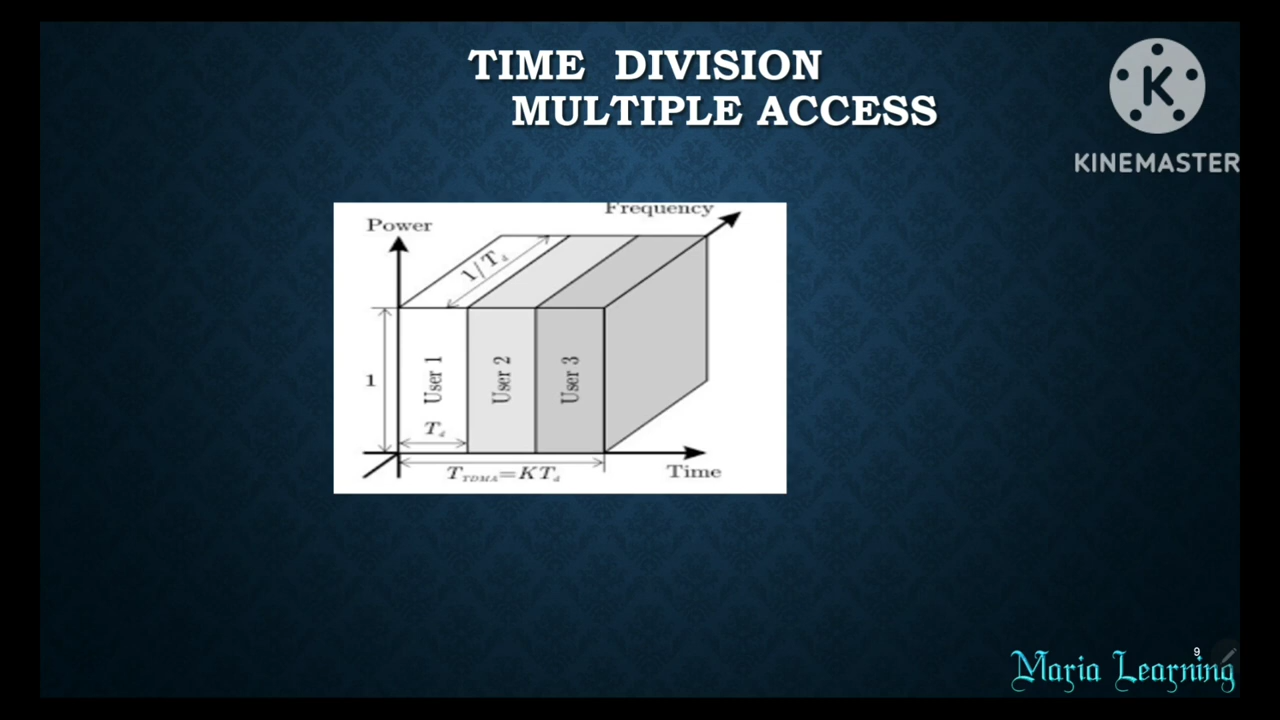 TIME DIVISION
MULTIPLE ACCESS
K
KINEMASTER
Frequency
Power
1/T_d
1
User 1
User 2
User 3
T_d
T_TDMA=KT_d
Time
9
Maria Learning